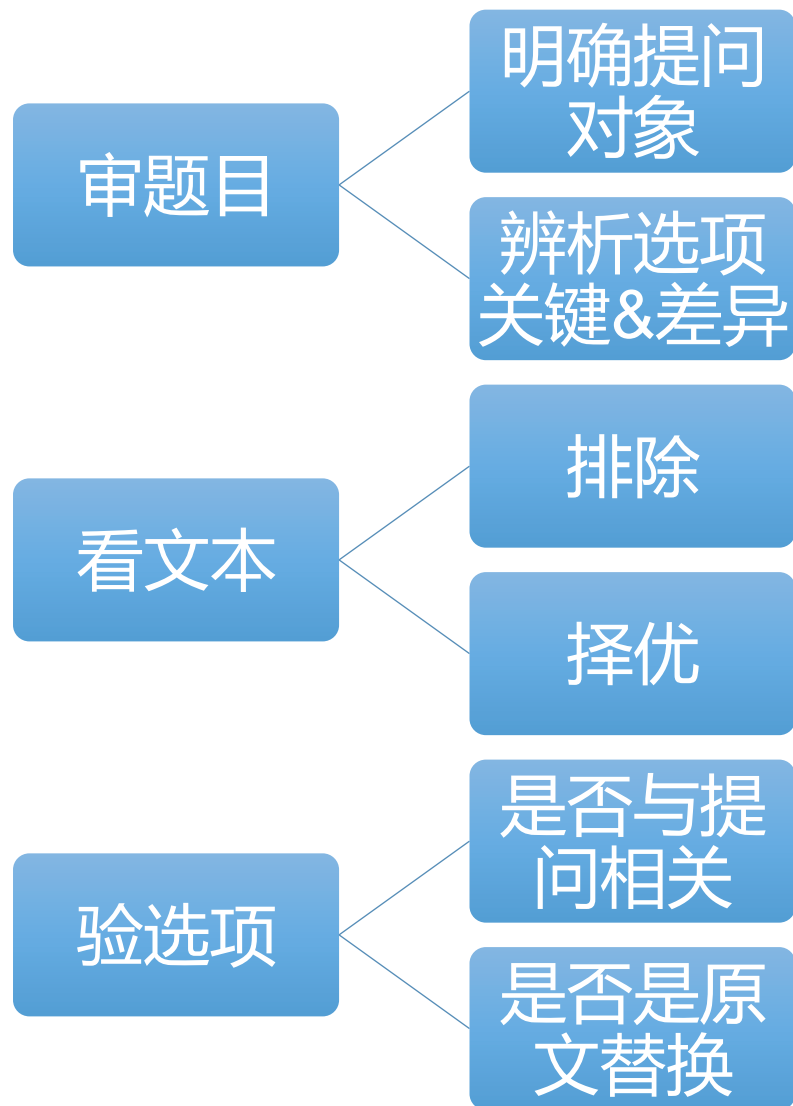 审题目
明确提问
对象
辨析选项
关键&差异
看文本
排除
择优
验选项
是否与提
问相关
是否是原
文替换